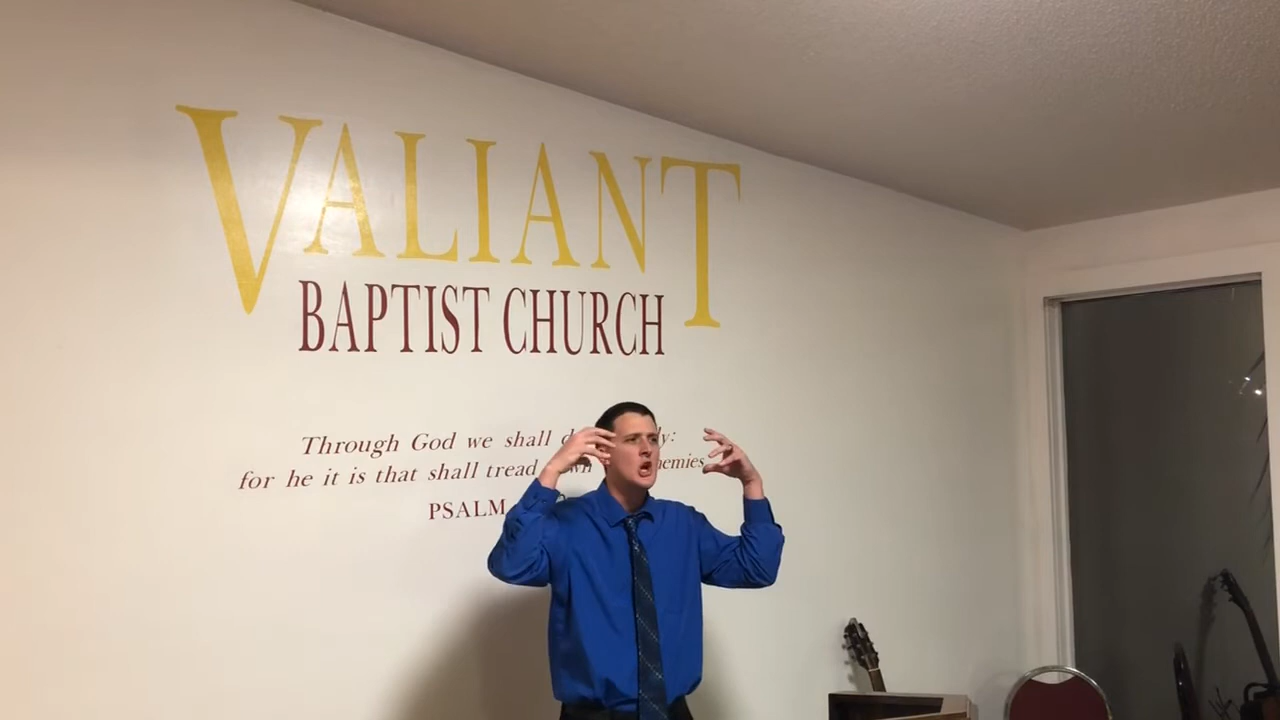 VALIANT
BAPTIST CHURCH
Through God we shall
for he it is that shall tread
PSALM